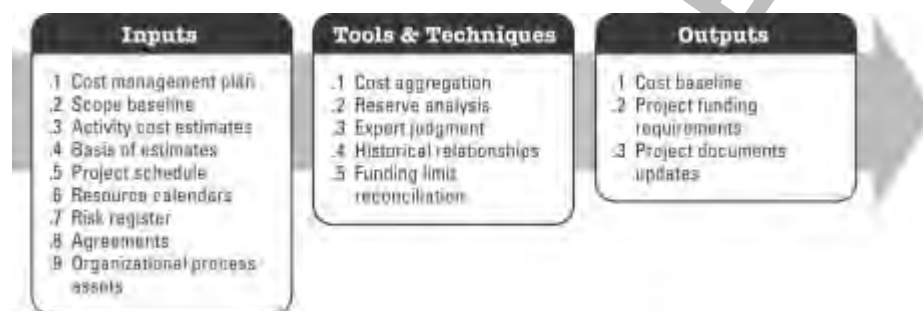 Inputs
.1 Cost management plan
.2 Scope baseline
.3 Activity cost estimates
.4 Basis of estimates
.5 Project schedule
.6 Resource calendars
.7 Risk register
.8 Agreements
.9 Organizational process
assets
Tools & Techniques
.1 Cost aggregation
.2 Reserve analysis
.3 Expert judgment
.4 Historical relationships
.5 Funding limit
reconciliation
Outputs
.1 Cost baseline
.2 Project funding
requirements
.3 Project documents
updates